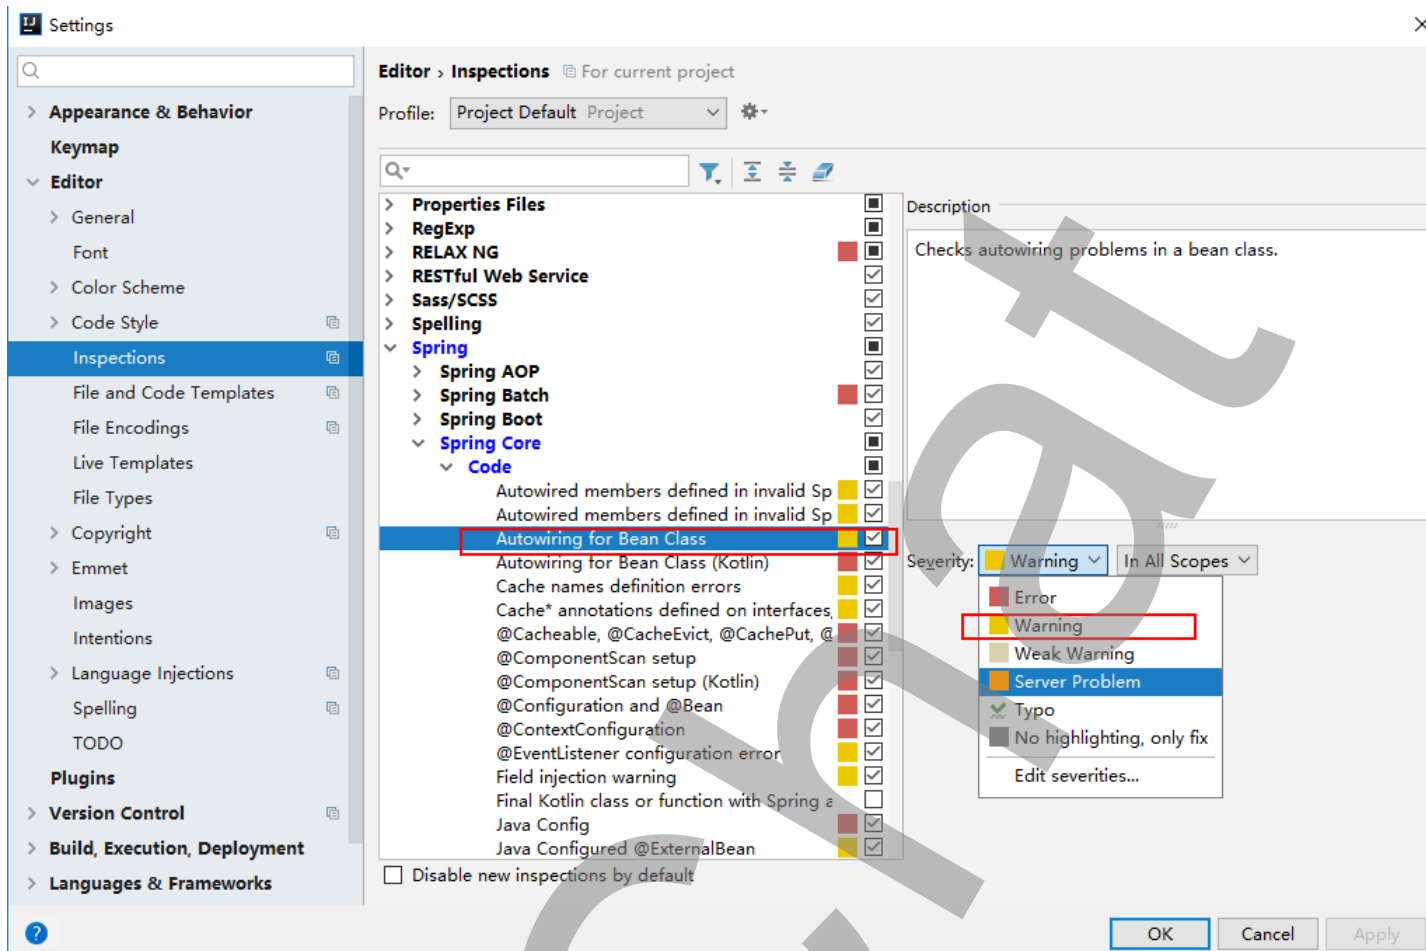 Settings
Appearance & Behavior
Keymap
Editor
General
Font
Color Scheme
Code Style
Inspections
File and Code Templates
File Encodings
Live Templates
File Types
Copyright
Emmet
Images
Intentions
Language Injections
Spelling
TODO
Plugins
Version Control
Build, Execution, Deployment
Languages & Frameworks
Editor › Inspections For current project
Profile: Project Default Project
Properties Files
RegExp
RELAX NG
RESTful Web Service
Sass/SCSS
Spelling
Spring
Spring AOP
Spring Batch
Spring Boot
Spring Core
Code
Autowired members defined in invalid Sp
Autowired members defined in invalid Sp
Autowiring for Bean Class
Autowiring for Bean Class (Kotlin)
Cache names definition errors
Cache* annotations defined on interfaces,
@Cacheable, @CacheEvict, @CachePut, @
@ComponentScan setup
@ComponentScan setup (Kotlin)
@Configuration and @Bean
@ContextConfiguration
@EventListener configuration error
Field injection warning
Final Kotlin class or function with Spring a
Java Config
Java Configured @ExternalBean
Disable new inspections by default
Description
Checks autowiring problems in a bean class.
Severity: Warning In All Scopes
Error
Warning
Weak Warning
Server Problem
Typo
No highlighting, only fix
Edit severities...
? OK Cancel Apply
chat